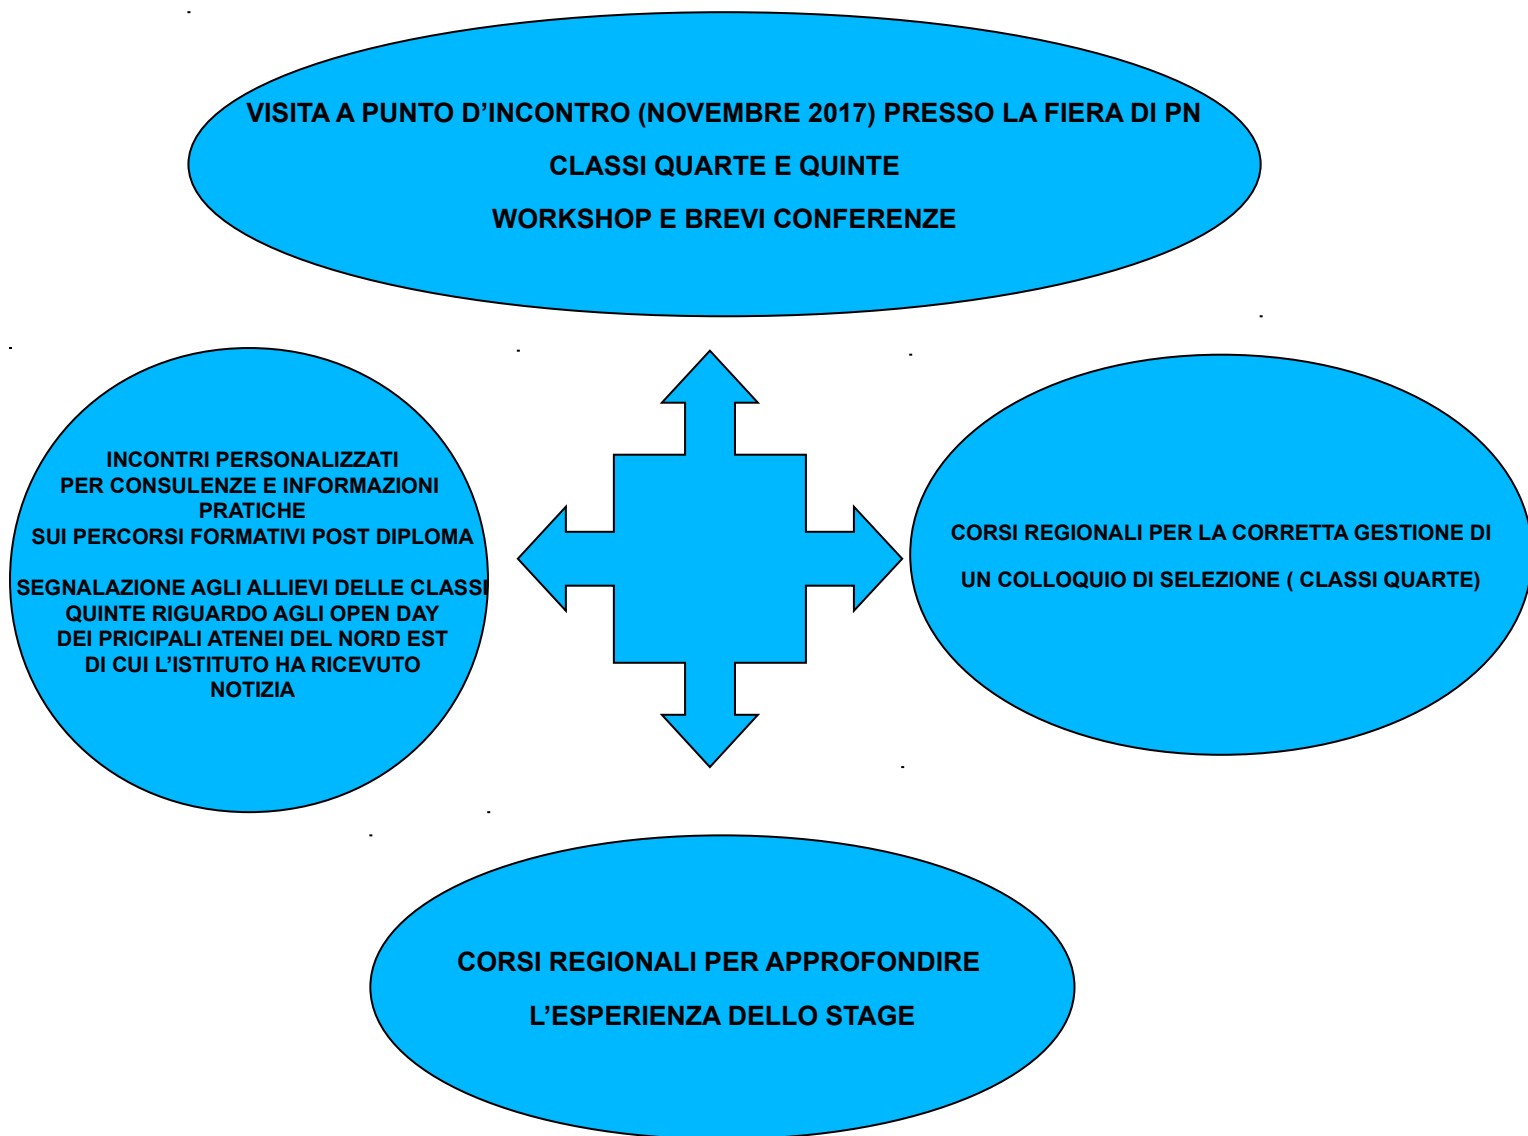 VISITA A PUNTO D’INCONTRO (NOVEMBRE 2017) PRESSO LA FIERA DI PN
CLASSI QUARTE E QUINTE
WORKSHOP E BREVI CONFERENZE
INCONTRI PERSONALIZZATI
PER CONSULENZE E INFORMAZIONI
PRATICHE
SUI PERCORSI FORMATIVI POST DIPLOMA
SEGNALAZIONE AGLI ALLIEVI DELLE CLASSI
QUINTE RIGUARDO AGLI OPEN DAY
DEI PRICIPALI ATENEI DEL NORD EST
DI CUI L’ISTITUTO HA RICEVUTO
NOTIZIA
CORSI REGIONALI PER LA CORRETTA GESTIONE DI
UN COLLOQUIO DI SELEZIONE ( CLASSI QUARTE)
CORSI REGIONALI PER APPROFONDIRE
L’ESPERIENZA DELLO STAGE